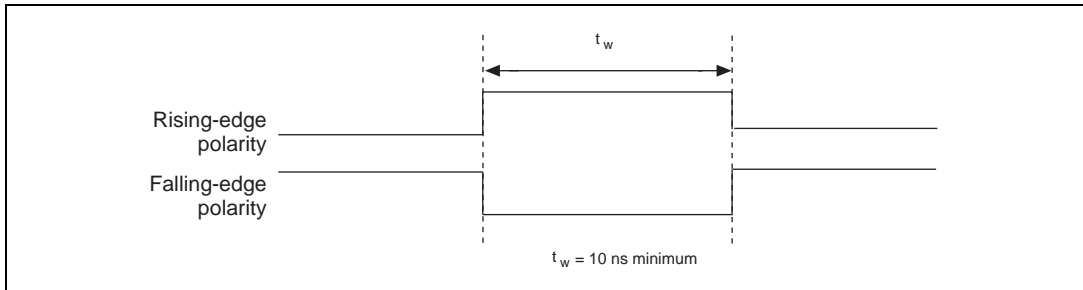 t w
Rising-edge
polarity
Falling-edge
polarity
t w = 10 ns minimum